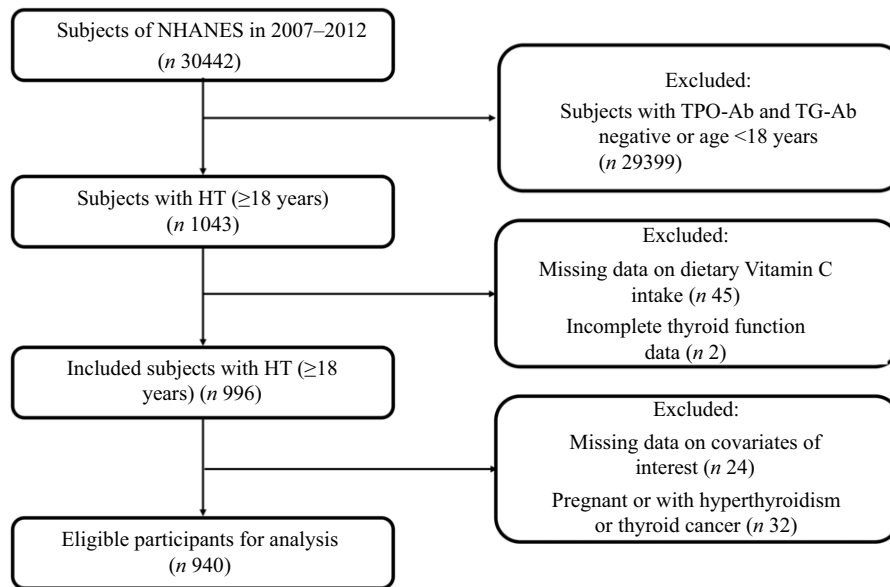 Subjects of NHANES in 2007–2012
(n 30442)
Excluded:
Subjects with TPO-Ab and TG-Ab
negative or age <18 years
(n 29399)
Subjects with HT (≥18 years)
(n 1043)
Excluded:
Missing data on dietary Vitamin C
intake (n 45)
Incomplete thyroid function
data (n 2)
Included subjects with HT (≥18
years) (n 996)
Excluded:
Missing data on covariates of
interest (n 24)
Pregnant or with hyperthyroidism
or thyroid cancer (n 32)
Eligible participants for analysis
(n 940)